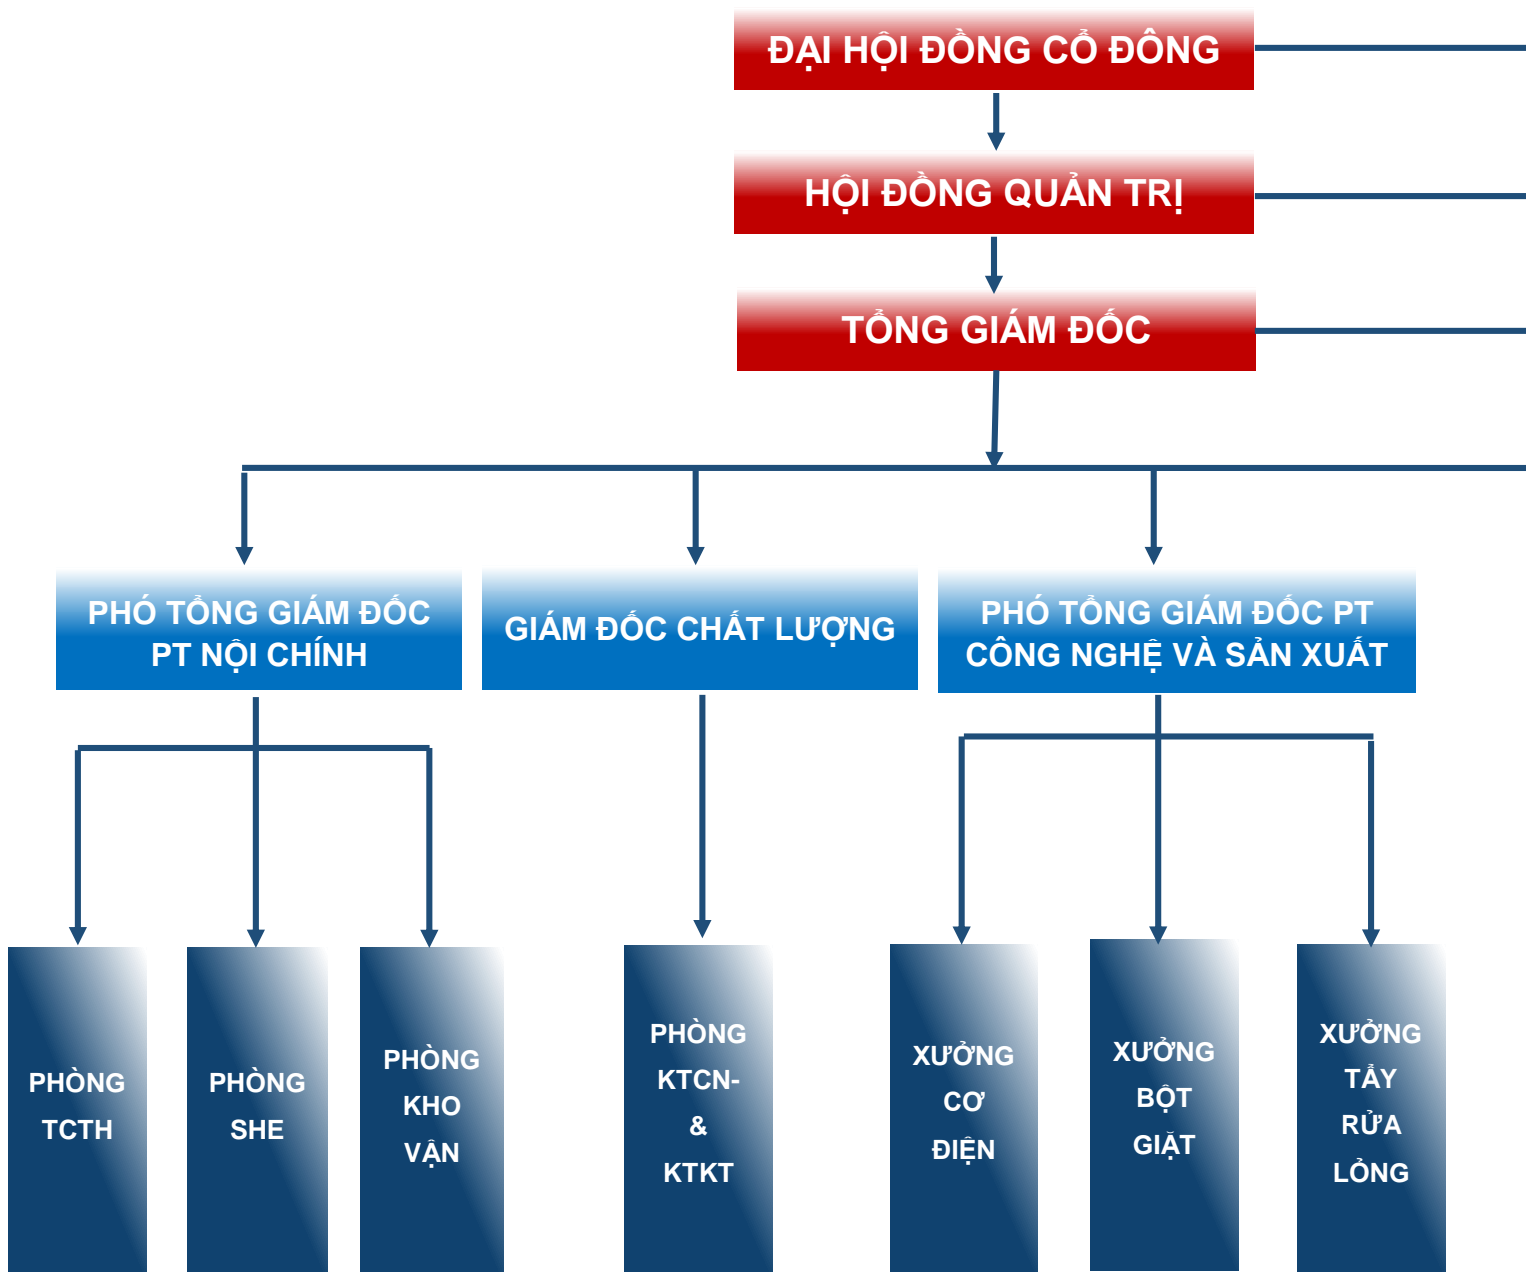 ĐẠI HỘI ĐỒNG CỔ ĐÔNG
HỘI ĐỒNG QUẢN TRỊ
TỔNG GIÁM ĐỐC
PHÓ TỔNG GIÁM ĐỐC
PT NỘI CHÍNH
GIÁM ĐỐC CHẤT LƯỢNG
PHÓ TỔNG GIÁM ĐỐC PT
CÔNG NGHỆ VÀ SẢN XUẤT
PHÒNG
TCTH
PHÒNG
SHE
PHÒNG
KHO
VẬN
PHÒNG
KTCN-
&
KTKT
XƯỞNG
CƠ
ĐIỆN
XƯỞNG
BỘT
GIẶT
XƯỞNG
TẨY
RỬA
LỎNG